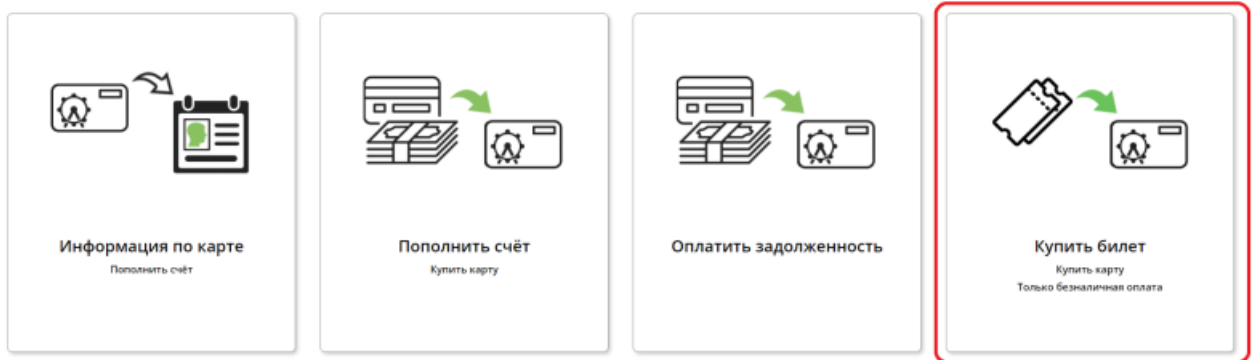 Информация по карте
Пополнить счёт
Пополнить счёт
Купить карту
Оплатить задолженность
Купить билет
Купить карту
Только безналичная оплата